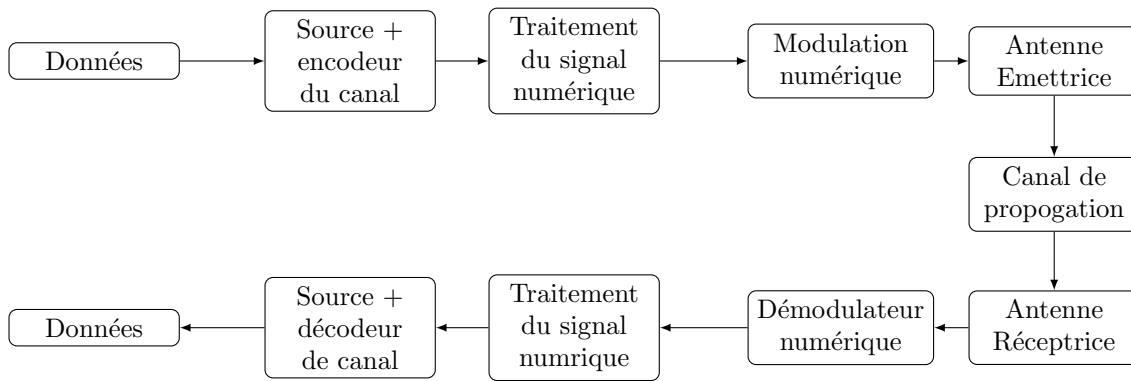 Données
Source +
encodeur
du canal
Traitement
du signal
numérique
Modulation
numérique
Antenne
Emettrice
Canal de
propogation
Données
Source +
décodeur
de canal
Traitement
du signal
numrique
Démodulateur
numérique
Antenne
Réceptrice